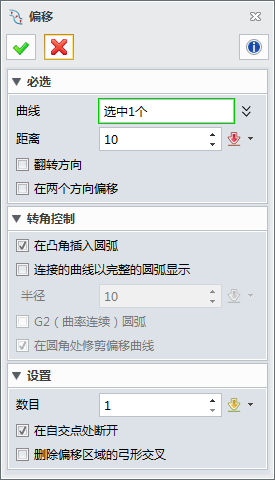 偏移
必选
曲线 选中1个
距离 10
翻转方向
在两个方向偏移
转角控制
在凸角插入圆弧
连接的曲线以完整的圆弧显示
半径 10
G2（曲率连续）圆弧
在圆角处修剪偏移曲线
设置
数目 1
在自交点处断开
删除偏移区域的弓形交叉